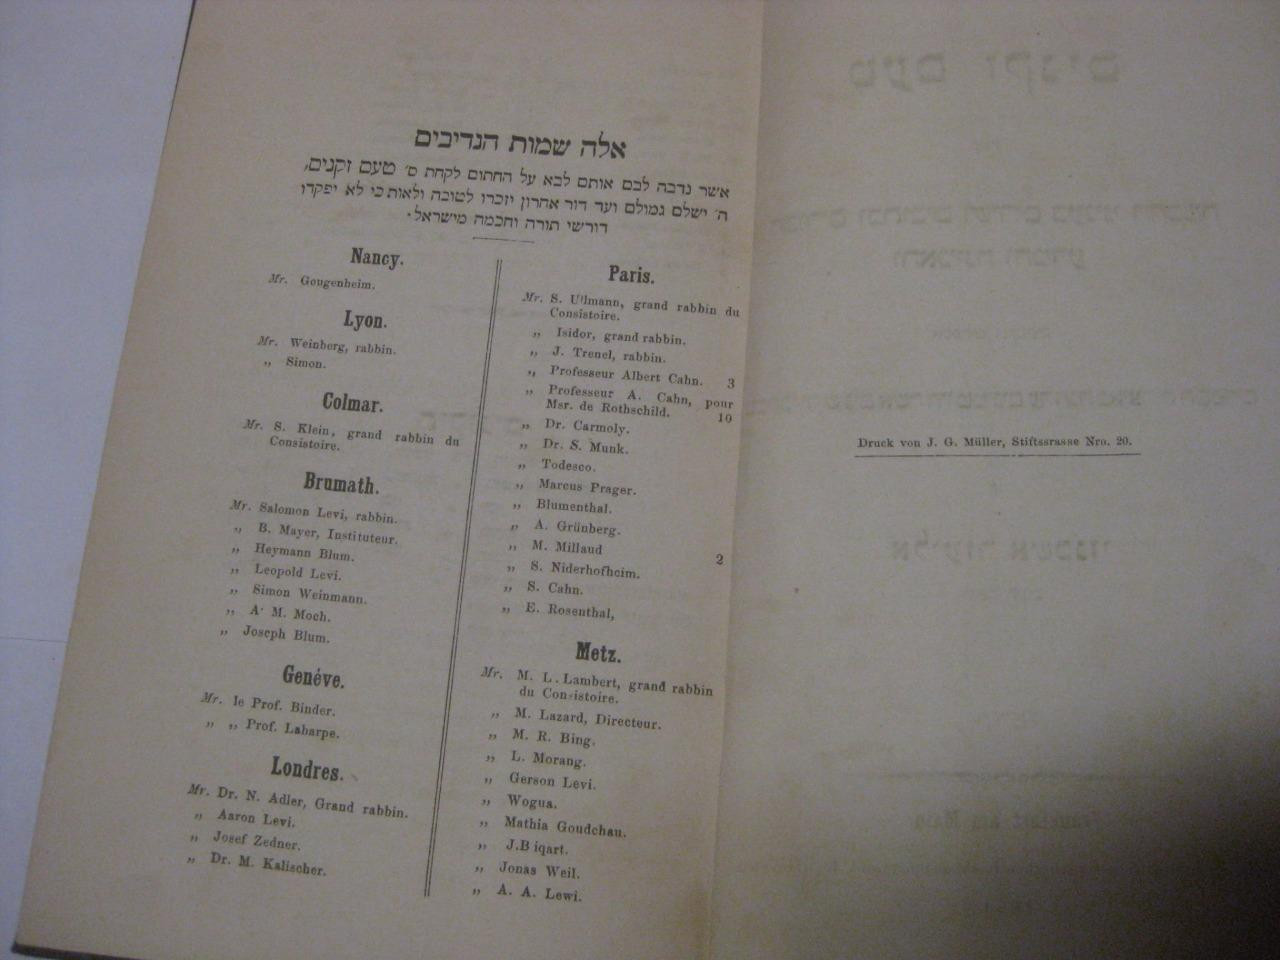 אלה שמות הנדיבים
אשר נדבה לבם אותם לבא על החתום לקחת ס׳ טעם זקנים,
ה׳ ישלם גמולם ועד דור אחרון יזכרו לטובה ולאות כי לא יפקדו
דורשי תורה וחכמה מישראל.
Nancy.
Mr. Gougenheim.
Lyon.
Mr. Weinberg, rabbin.
„ Simon.
Colmar.
Mr. S. Klein, grand rabbin du
Consistoire.
Brumath.
Mr. Salomon Levi, rabbin.
„ B. Mayer, Instituteur.
„ Heymann Blum.
„ Leopold Levi.
„ Simon Weinmann.
„ A. M. Moch.
„ Joseph Blum.
Genéve.
Mr. le Prof. Binder.
„ „ Prof. Labarpe.
Londres.
Mr. Dr. N. Adler, Grand rabbin.
„ Aaron Levi.
„ Josef Zedner.
„ Dr. M. Kalischer.
Paris.
Mr. S. Ullmann, grand rabbin du
Consistoire.
„ Isidor, grand rabbin.
„ J. Trenel, rabbin.
„ Professeur Albert Cahn. 3
„ Professeur A. Cahn, pour
Msr. de Rothschild. 10
„ Dr. Carmoly.
„ Dr. S. Munk.
„ Todesco.
„ Marcus Prager.
„ Blumenthal.
„ A. Grünberg.
„ M. Millaud 2
„ S. Niderhofheim.
„ S. Cahn.
„ E. Rosenthal,
Metz.
Mr. M. L. Lambert, grand rabbin
du Consistoire.
„ M. Lazard, Directeur.
„ M. R. Bing.
„ L. Morang.
„ Gerson Levi.
„ Wogua.
„ Mathia Goudchau.
„ J.B iqart.
„ Jonas Weil.
„ A. A. Lewi.
Druck von J. G. Müller, Stiftssrasse Nro. 20.